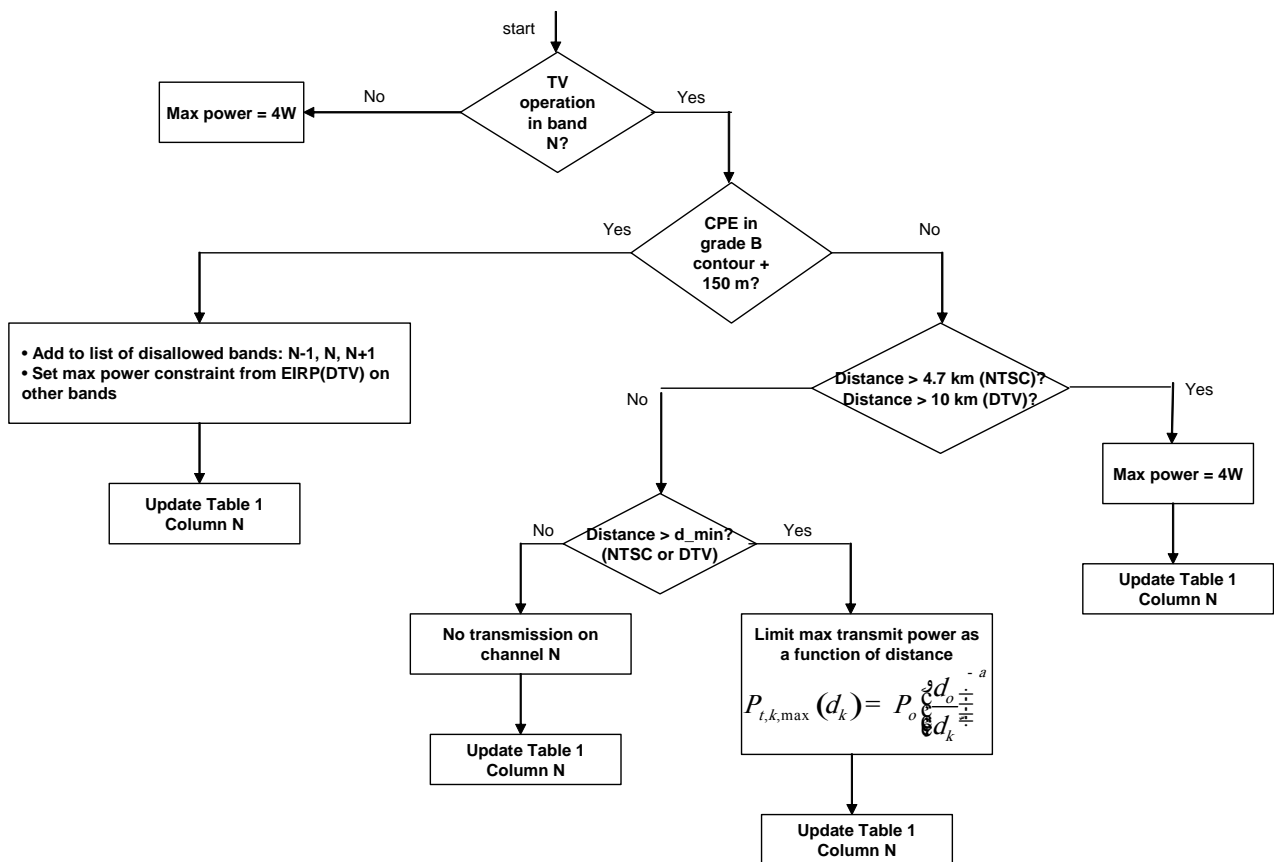 start
TV
operation
in band
N?
No
Yes
Max power = 4W
CPE in
grade B
contour +
150 m?
Yes
No
• Add to list of disallowed bands: N-1, N, N+1
• Set max power constraint from EIRP(DTV) on
other bands
Update Table 1
Column N
Distance > 4.7 km (NTSC)?
Distance > 10 km (DTV)?
No
Yes
Max power = 4W
Update Table 1
Column N
Distance > d_min?
(NTSC or DTV)
No
Yes
No transmission on
channel N
Update Table 1
Column N
Limit max transmit power as
a function of distance
P t,k,max (d k) = P o d o d k - a
Update Table 1
Column N